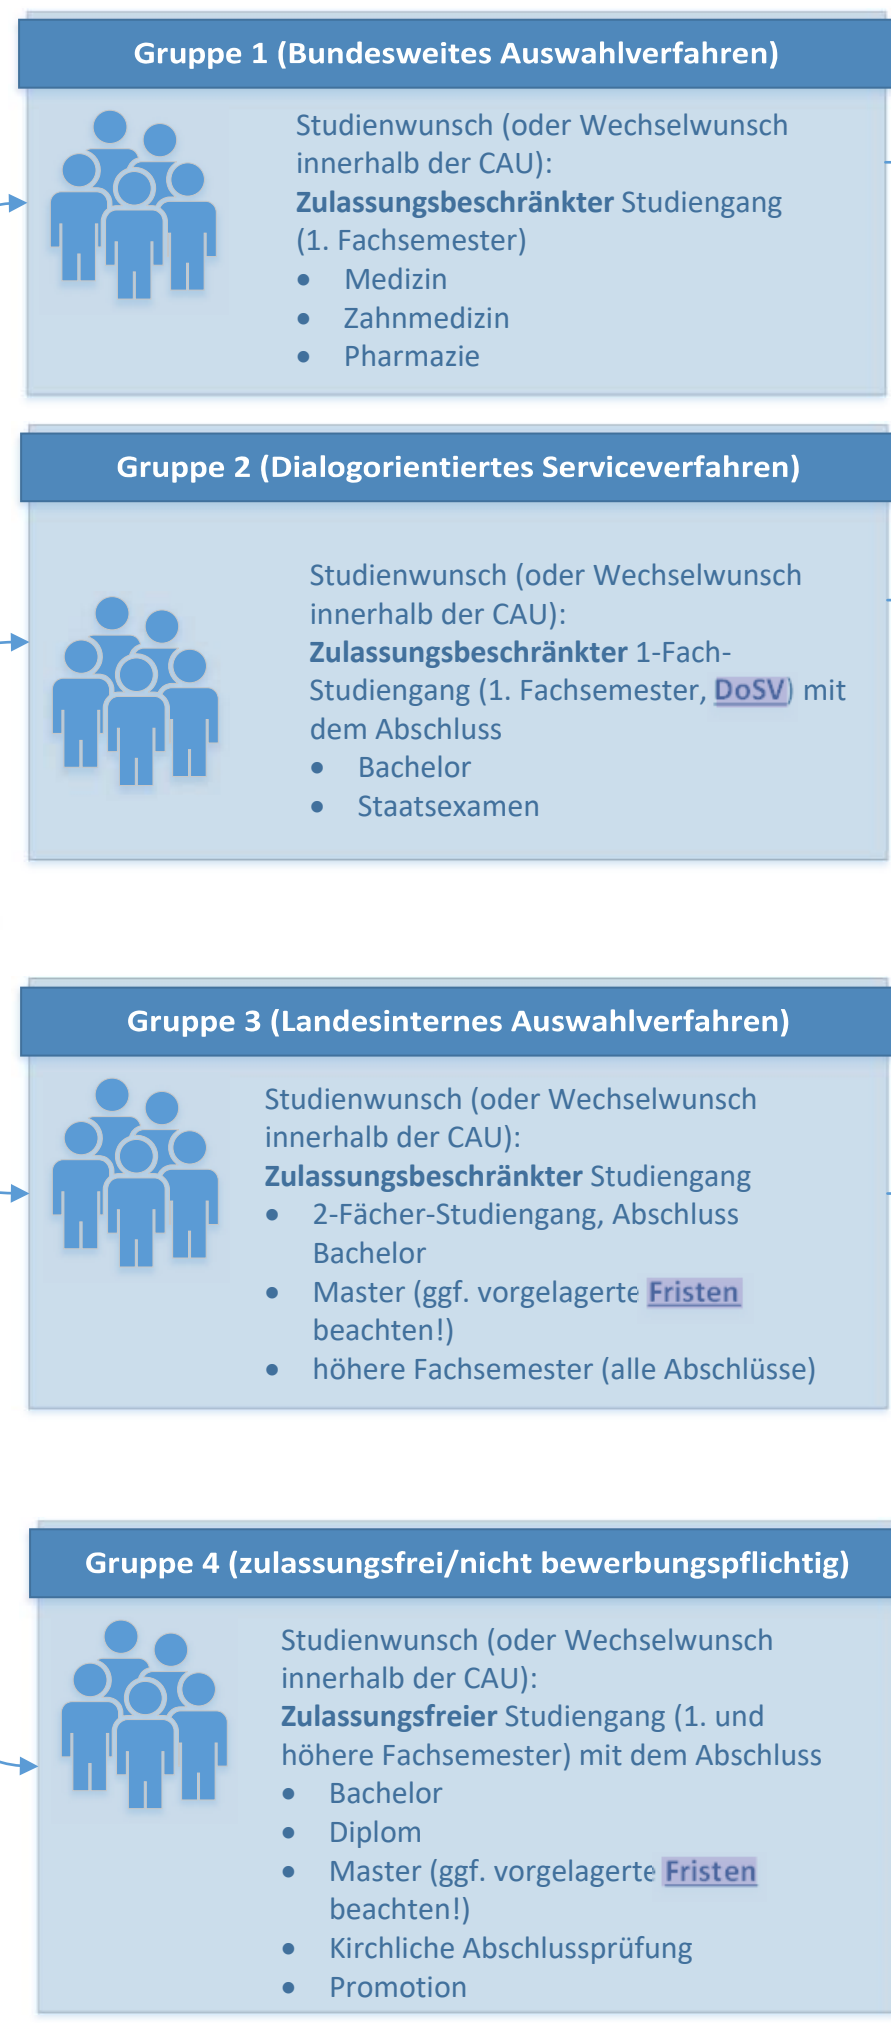 Gruppe 1 (Bundesweites Auswahlverfahren)
Studienwunsch (oder Wechselwunsch
innerhalb der CAU):
Zulassungsbeschränkter Studiengang
(1. Fachsemester)
• Medizin
• Zahnmedizin
• Pharmazie
Gruppe 2 (Dialogorientiertes Serviceverfahren)
Studienwunsch (oder Wechselwunsch
innerhalb der CAU):
Zulassungsbeschränkter 1-Fach-
Studiengang (1. Fachsemester, DoSV) mit
dem Abschluss
• Bachelor
• Staatsexamen
Gruppe 3 (Landesinternes Auswahlverfahren)
Studienwunsch (oder Wechselwunsch
innerhalb der CAU):
Zulassungsbeschränkter Studiengang
• 2-Fächer-Studiengang, Abschluss
Bachelor
• Master (ggf. vorgelagerte Fristen
beachten!)
• höhere Fachsemester (alle Abschlüsse)
Gruppe 4 (zulassungsfrei/nicht bewerbungspflichtig)
Studienwunsch (oder Wechselwunsch
innerhalb der CAU):
Zulassungsfreier Studiengang (1. und
höhere Fachsemester) mit dem Abschluss
• Bachelor
• Diplom
• Master (ggf. vorgelagerte Fristen
beachten!)
• Kirchliche Abschlussprüfung
• Promotion